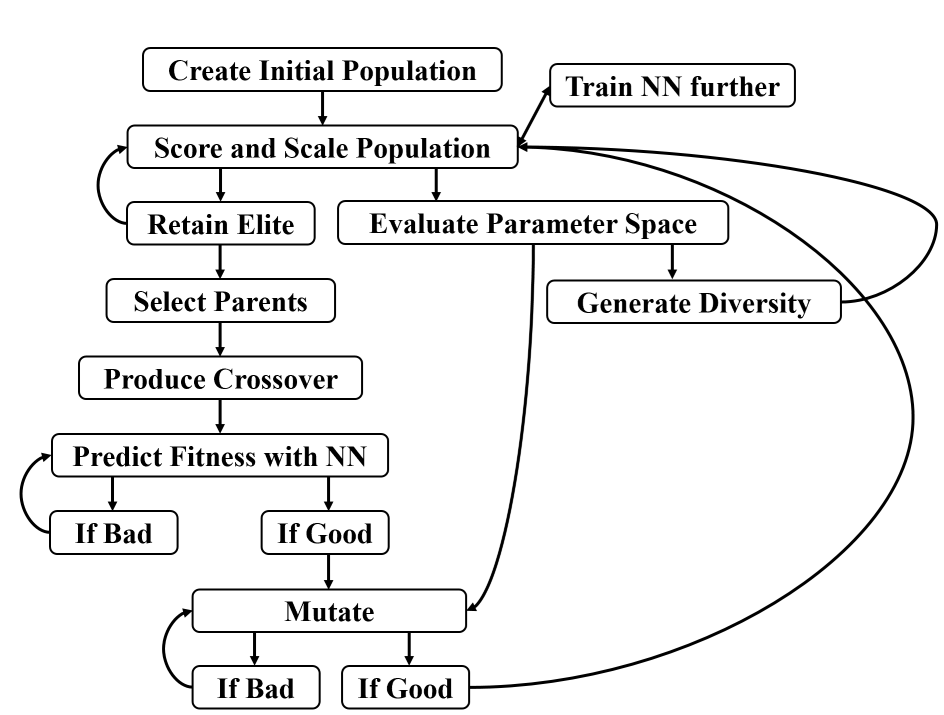 Create Initial Population
Train NN further
Score and Scale Population
Retain Elite
Evaluate Parameter Space
Select Parents
Generate Diversity
Produce Crossover
Predict Fitness with NN
If Bad
If Good
Mutate
If Bad
If Good